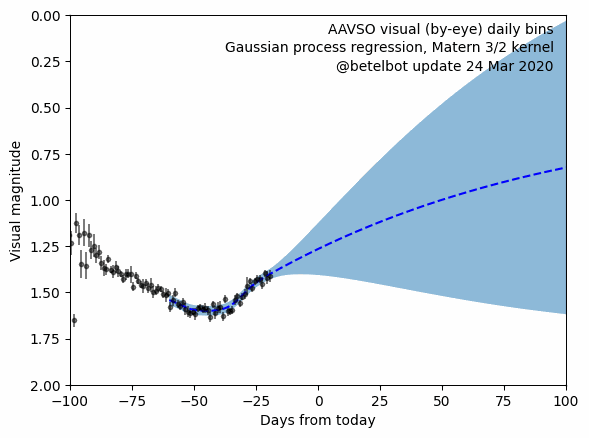 AAVSO visual (by-eye) daily bins
Gaussian process regression, Matern 3/2 kernel
@betelbot update 24 Mar 2020
0.00
0.25
0.50
0.75
1.00
1.25
1.50
1.75
2.00
Visual magnitude
−100 −75 −50 −25 0 25 50 75 100
Days from today